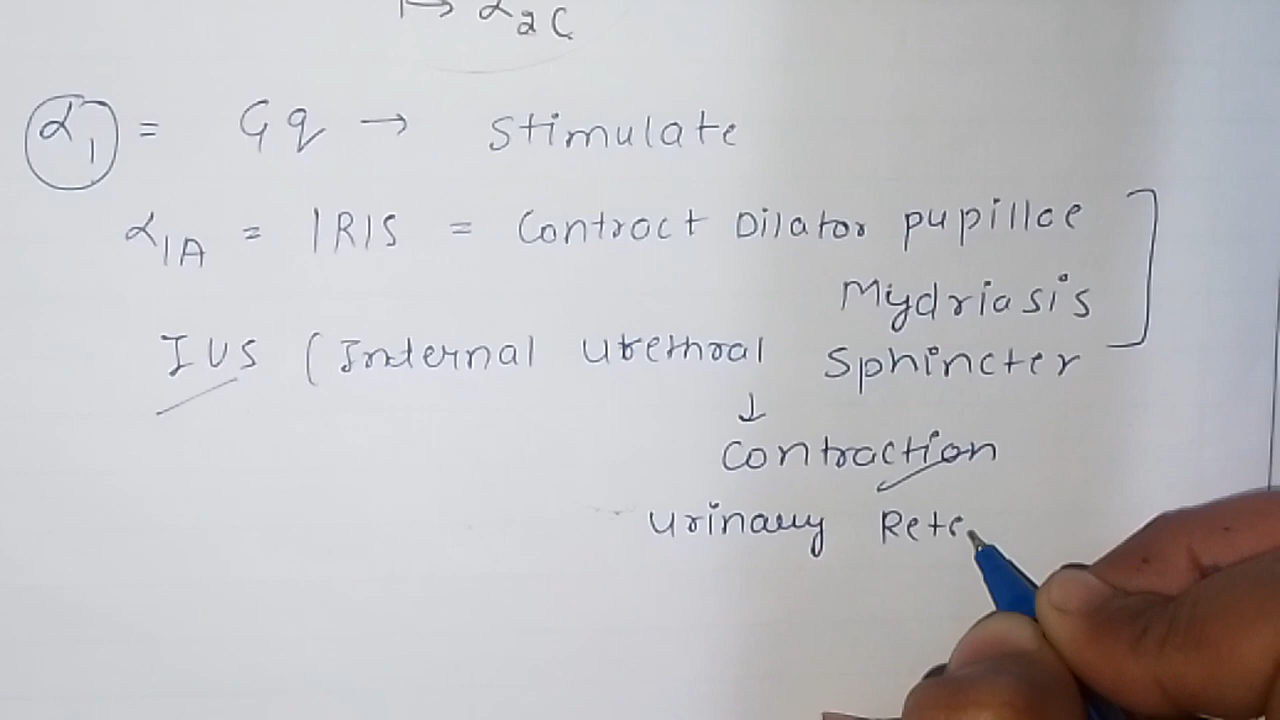 → α2C
α1 = Gq → Stimulate
α1A = IRIS = Contract Dilator pupillae
Mydriasis
IUS (Internal Urethral Sphincter
↓
Contraction
Urinary Rete